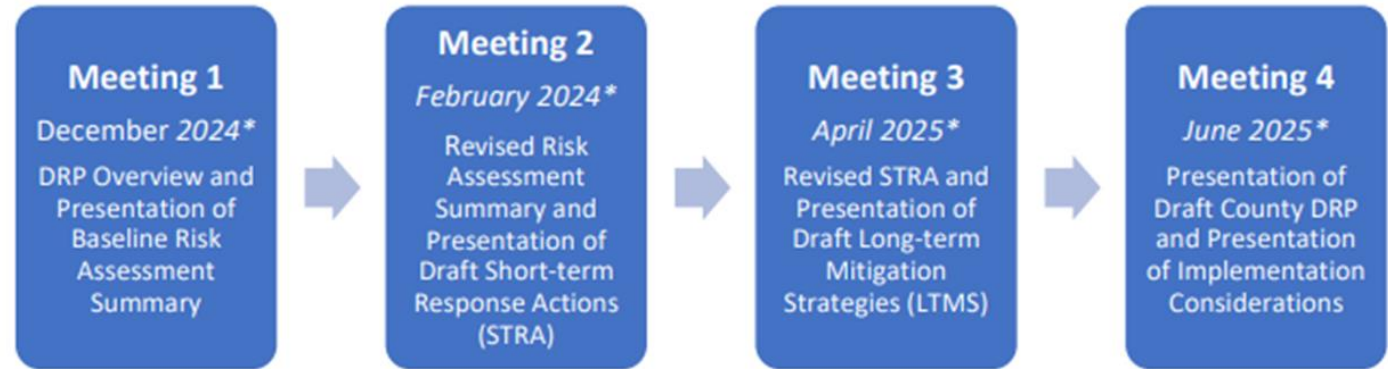 Meeting 1
December 2024*
DRP Overview and
Presentation of
Baseline Risk
Assessment
Summary
Meeting 2
February 2024*
Revised Risk
Assessment
Summary and
Presentation of
Draft Short-term
Response Actions
(STRA)
Meeting 3
April 2025*
Revised STRA and
Presentation of
Draft Long-term
Mitigation
Strategies (LTMS)
Meeting 4
June 2025*
Presentation of
Draft County DRP
and Presentation
of Implementation
Considerations